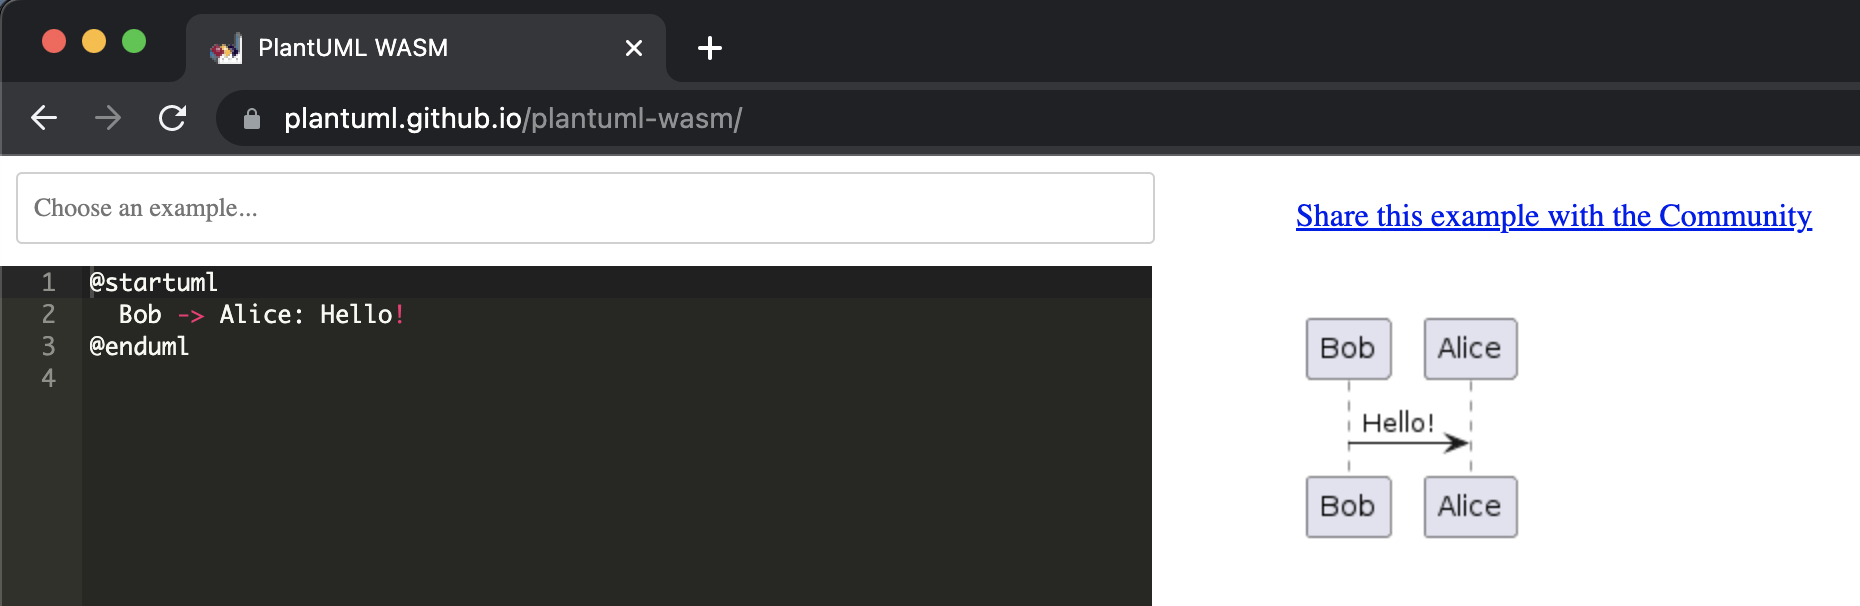 PlantUML WASM
plantuml.github.io/plantuml-wasm/
Choose an example...
Share this example with the Community
1 @startuml
2 Bob -> Alice: Hello!
3 @enduml
4
Bob Alice
Hello!
Bob Alice